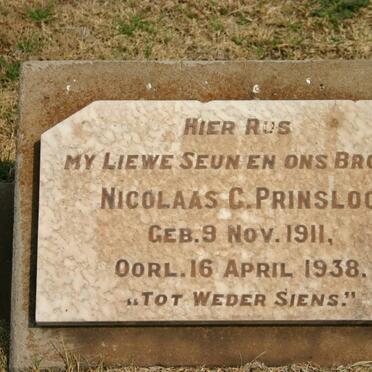 HIER RUS
MY LIEWE SEUN EN ONS BRO
NICOLAAS C. PRINSLOO
GEB. 9 NOV. 1911,
OORL. 16 APRIL 1938.
„TOT WEDER SIENS."